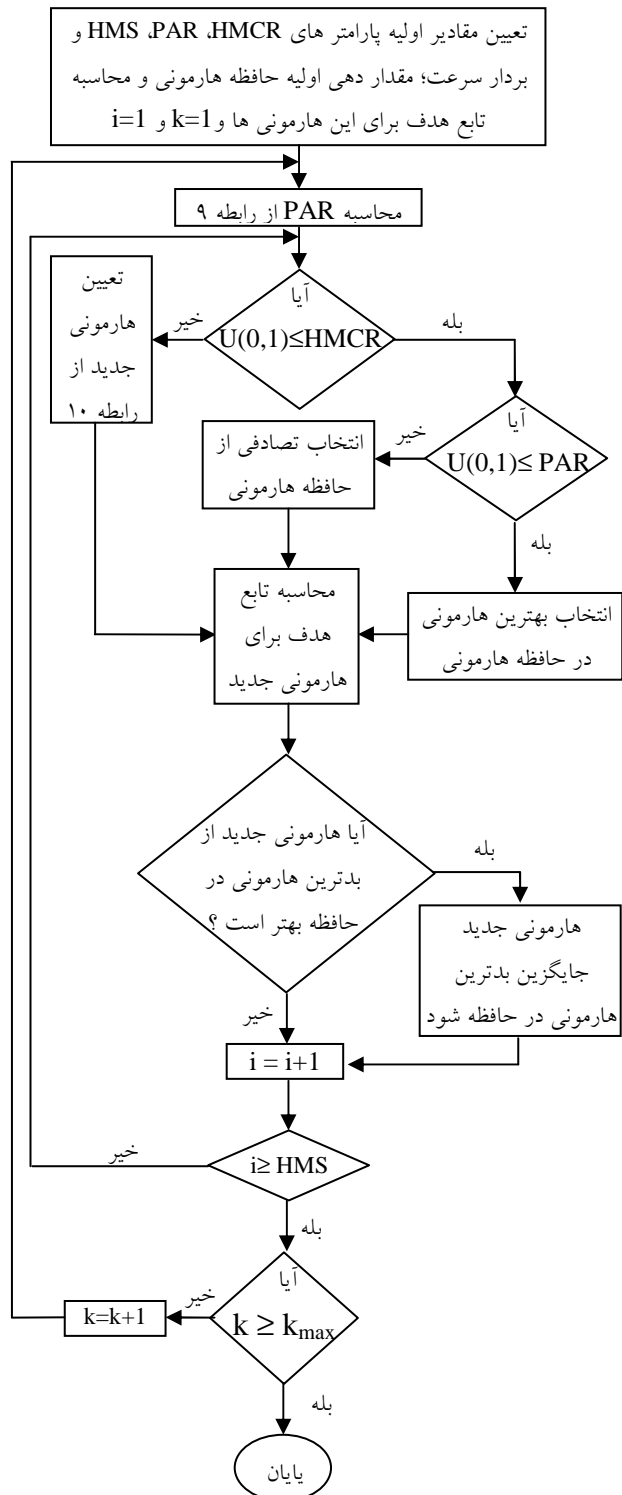 تعیین مقادیر اولیه پارامتر های HMS ،PAR ،HMCR و
بردار سرعت؛ مقدار دهی اولیه حافظه هارمونی و محاسبه
تابع هدف برای این هارمونی ها و k=1 و i=1
محاسبه PAR از رابطه ۹
آیا
U(0,1)≤HMCR
خیر
بله
تعیین
هارمونی
جدید از
رابطه ۱۰
آیا
U(0,1)≤ PAR
خیر
بله
انتخاب تصادفی از
حافظه هارمونی
انتخاب بهترین هارمونی
در حافظه هارمونی
محاسبه تابع
هدف برای
هارمونی جدید
آیا هارمونی جدید از
بدترین هارمونی در
حافظه بهتر است ؟
بله
خیر
هارمونی جدید
جایگزین بدترین
هارمونی در حافظه شود
i = i+1
i≥ HMS
خیر
بله
آیا
k ≥ kmax
خیر
k=k+1
بله
پایان